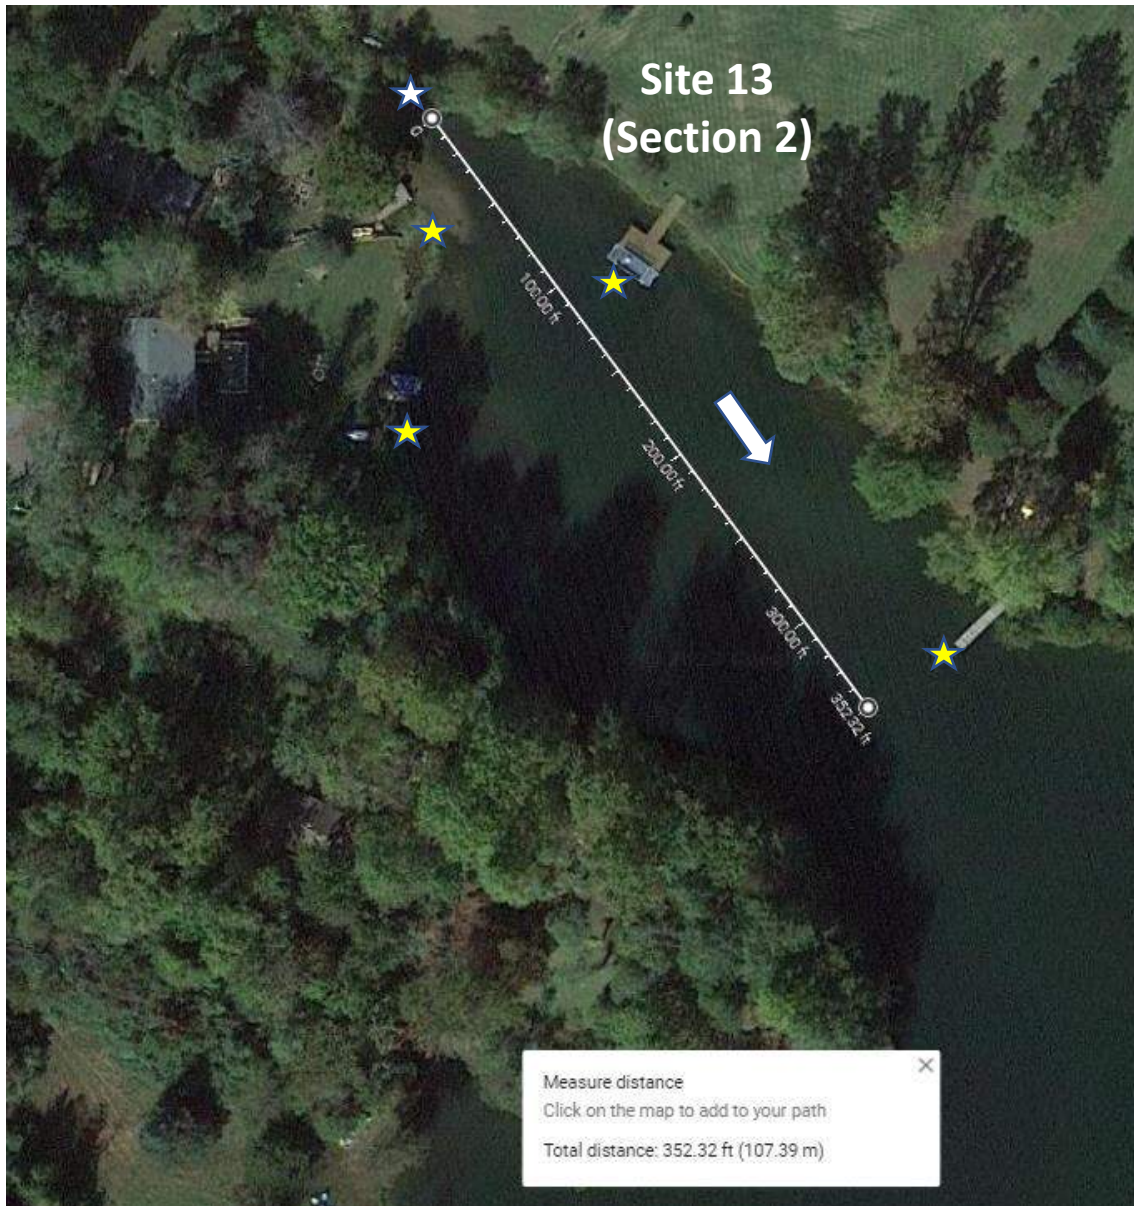 Site 13
(Section 2)
0
100.00 ft
200.00 ft
300.00 ft
352.32 ft
Measure distance
Click on the map to add to your path
Total distance: 352.32 ft (107.39 m)